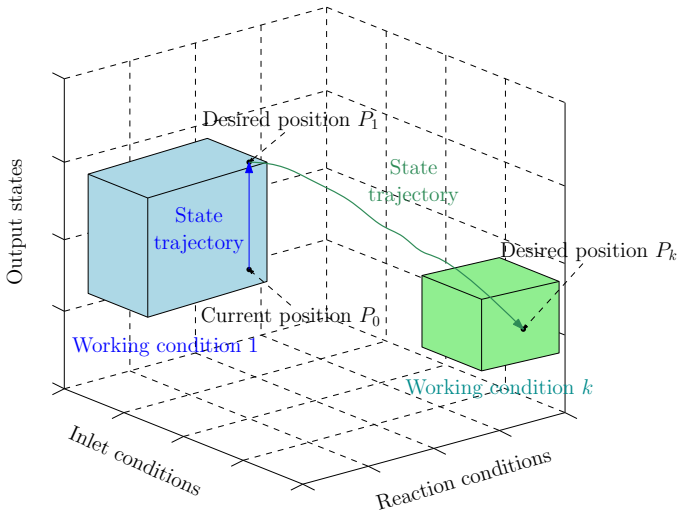 Desired position P₁
State
trajectory
State
trajectory
Output states
Desired position Pₖ
Current position P₀
Working condition 1
Working condition k
Inlet conditions
Reaction conditions